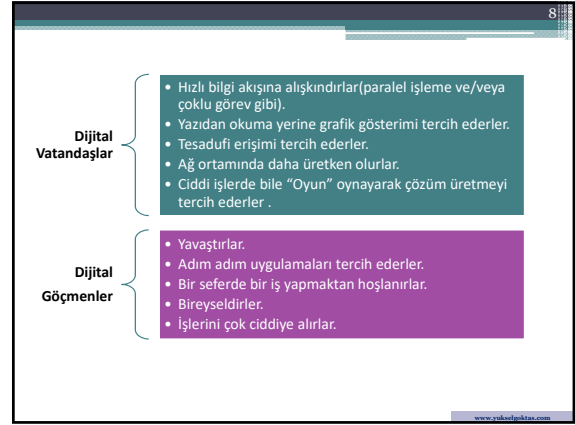 8
Dijital
Vatandaşlar
• Hızlı bilgi akışına alışkındırlar(paralel işleme ve/veya
çoklu görev gibi).
• Yazıdan okuma yerine grafik gösterimi tercih ederler.
• Tesadufi erişimi tercih ederler.
• Ağ ortamında daha üretken olurlar.
• Ciddi işlerde bile “Oyun” oynayarak çözüm üretmeyi
tercih ederler .
Dijital
Göçmenler
• Yavaştırlar.
• Adım adım uygulamaları tercih ederler.
• Bir seferde bir iş yapmaktan hoşlanırlar.
• Bireyseldirler.
• İşlerini çok ciddiye alırlar.
www.yukselgoktas.com